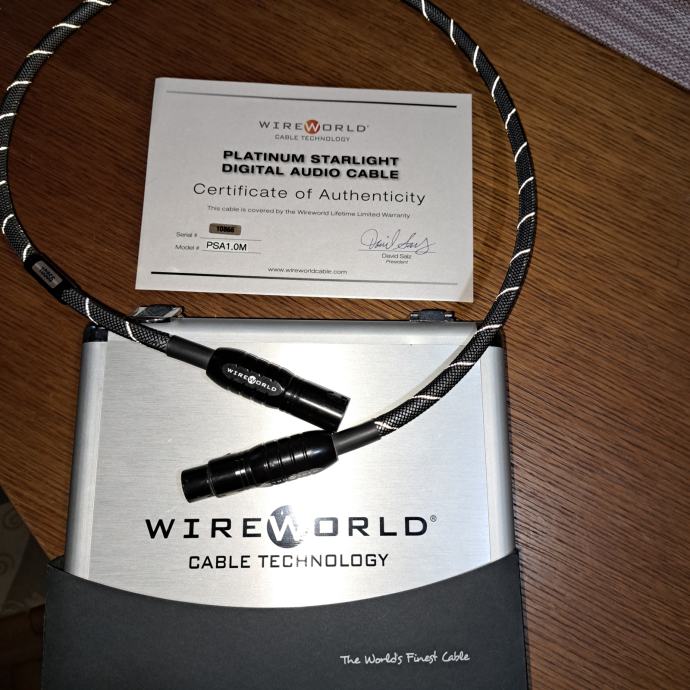 WIREWORLD®
CABLE TECHNOLOGY
PLATINUM STARLIGHT
DIGITAL AUDIO CABLE
Certificate of Authenticity
This cable is covered by the Wireworld Lifetime Limited Warranty
Serial # 10866
Model # PSA1.0M
David Salz
President
www.wireworldcable.com
WIREWORLD
WIREWORLD®
CABLE TECHNOLOGY
The World's Finest Cable